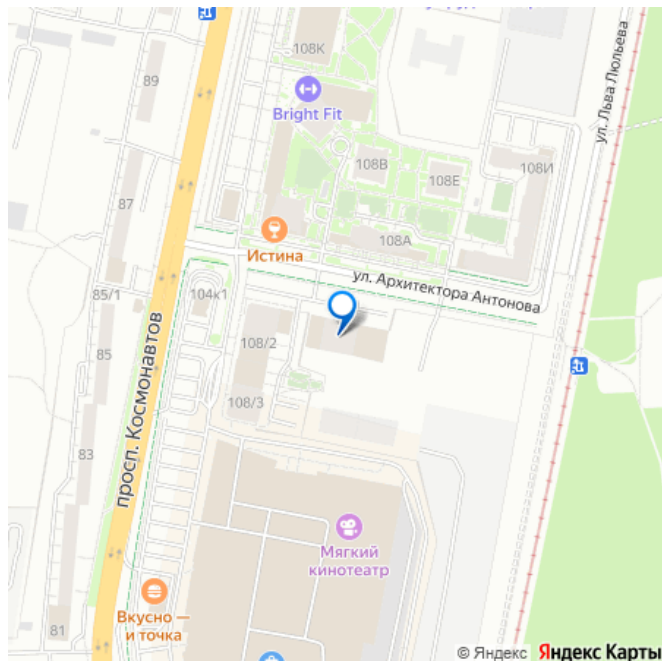 108К
89
Bright Fit
ул. Льва Люльева
108В
108Е
108И
87
108А
Истина
ул. Архитектора Антонова
85/1
104к1
просп. Космонавтов
108/2
85
108/3
83
Мягкий
кинотеатр
Вкусно —
и точка
81
© Яндекс Яндекс Карты